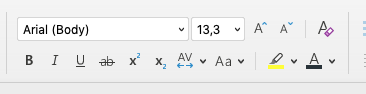 Arial (Body) 13,3 A A A
B I U ab x² x₂ AV Aa A